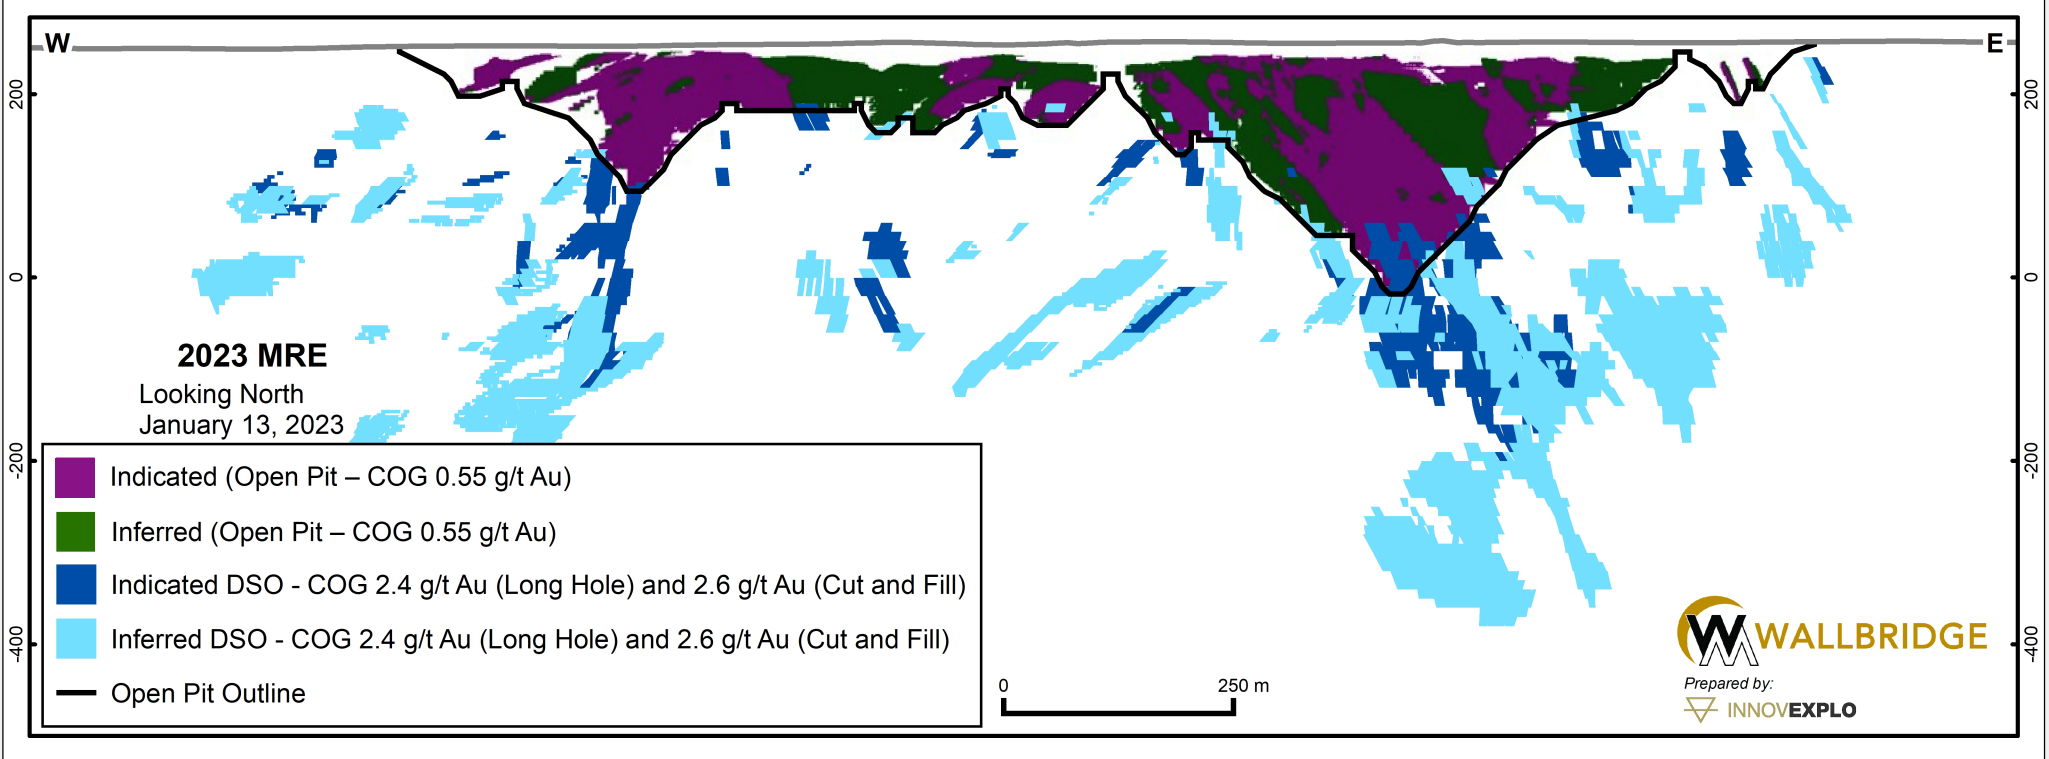 W
E
200
0
-200
-400
200
0
-200
-400
2023 MRE
Looking North
January 13, 2023
Indicated (Open Pit – COG 0.55 g/t Au)
Inferred (Open Pit – COG 0.55 g/t Au)
Indicated DSO - COG 2.4 g/t Au (Long Hole) and 2.6 g/t Au (Cut and Fill)
Inferred DSO - COG 2.4 g/t Au (Long Hole) and 2.6 g/t Au (Cut and Fill)
Open Pit Outline
0 250 m
WALLBRIDGE
Prepared by:
INNOVEXPLO